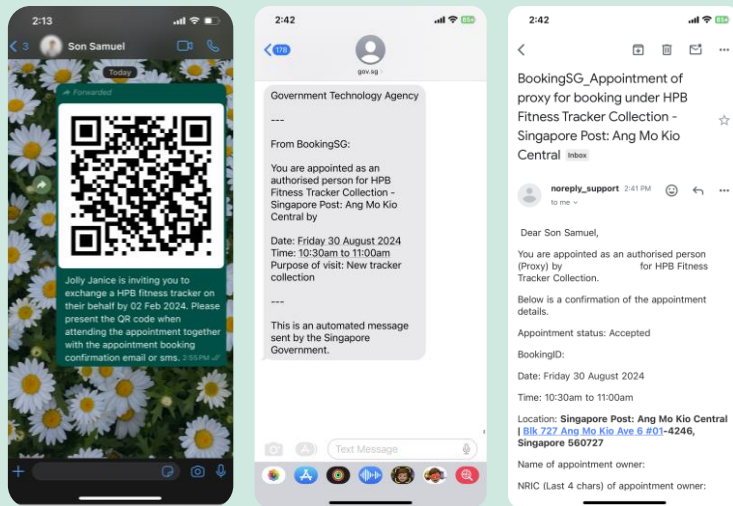 2:13
3
Son Samuel
Today
Forwarded
Jolly Janice is inviting you to
exchange a HPB fitness tracker on
their behalf by 02 Feb 2024. Please
present the QR code when
attending the appointment together
with the appointment booking
confirmation email or sms. 2:55 PM
2:42
85
178
gov.sg
Government Technology Agency
---
From BookingSG:
You are appointed as an
authorised person for HPB
Fitness Tracker Collection -
Singapore Post: Ang Mo Kio
Central by
Date: Friday 30 August 2024
Time: 10:30am to 11:00am
Purpose of visit: New tracker
collection
---
This is an automated message
sent by the Singapore
Government.
Text Message
2:42
85
BookingSG_Appointment of
proxy for booking under HPB
Fitness Tracker Collection -
Singapore Post: Ang Mo Kio
Central Inbox
noreply_support 2:41 PM
to me
Dear Son Samuel,
You are appointed as an authorised person
(Proxy) by for HPB Fitness
Tracker Collection.
Below is a confirmation of the appointment
details.
Appointment status: Accepted
BookingID:
Date: Friday 30 August 2024
Time: 10:30am to 11:00am
Location: Singapore Post: Ang Mo Kio Central
| Blk 727 Ang Mo Kio Ave 6 #01-4246,
Singapore 560727
Name of appointment owner:
NRIC (Last 4 chars) of appointment owner: